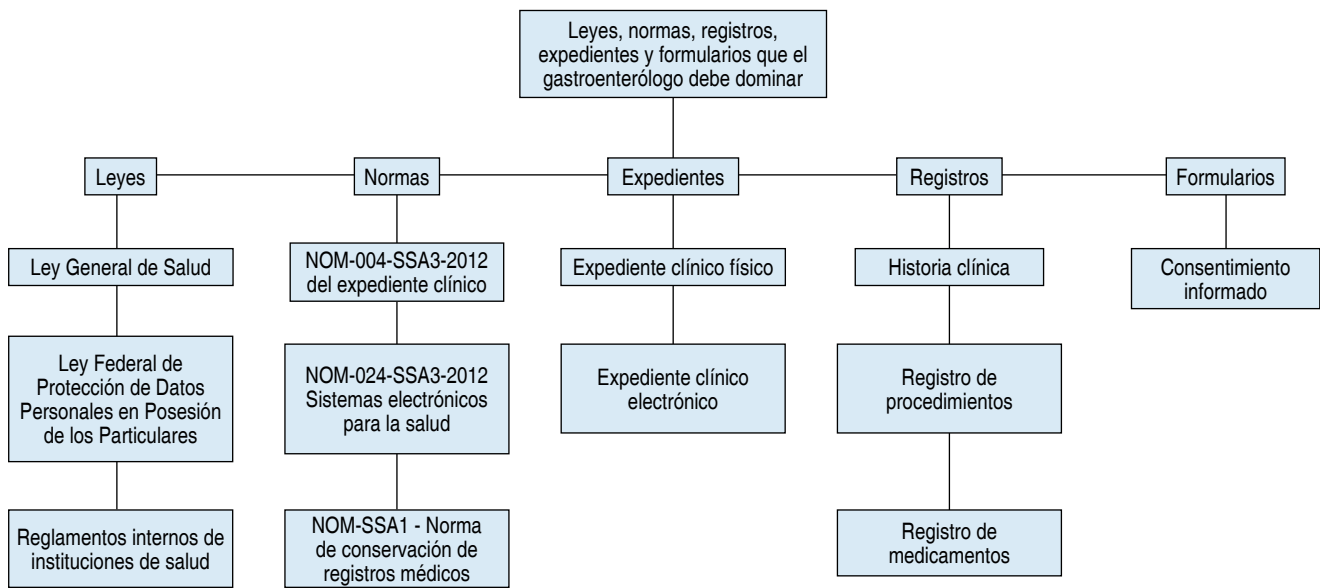 Leyes, normas, registros,
expedientes y formularios que el
gastroenterólogo debe dominar
Leyes
Normas
Expedientes
Registros
Formularios
Ley General de Salud
NOM-004-SSA3-2012
del expediente clínico
Expediente clínico físico
Historia clínica
Consentimiento
informado
Ley Federal de
Protección de Datos
Personales en Posesión
de los Particulares
NOM-024-SSA3-2012
Sistemas electrónicos
para la salud
Expediente clínico
electrónico
Registro de
procedimientos
Reglamentos internos de
instituciones de salud
NOM-SSA1 - Norma
de conservación de
registros médicos
Registro de
medicamentos